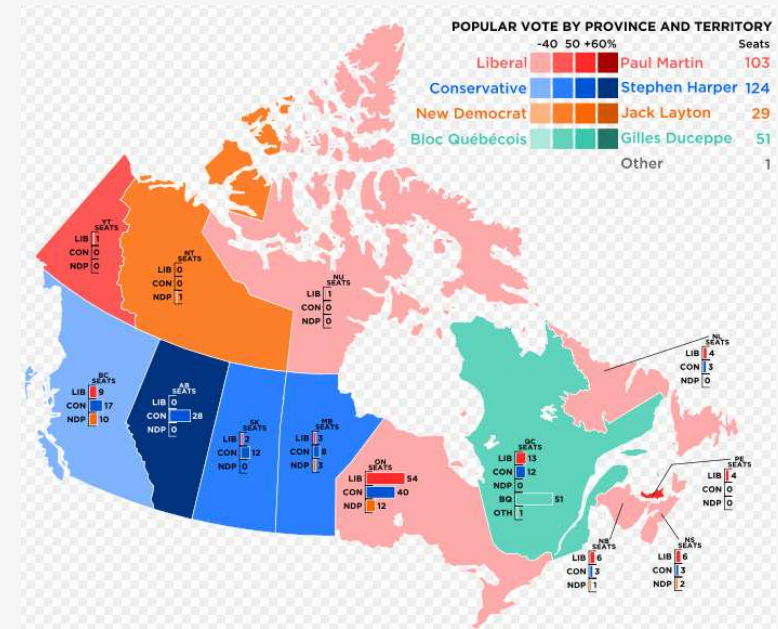 POPULAR VOTE BY PROVINCE AND TERRITORY
-40 50 +60% Seats
Liberal Paul Martin 103
Conservative Stephen Harper 124
New Democrat Jack Layton 29
Bloc Québécois Gilles Duceppe 51
Other 1
YT
SEATS
LIB 1
CON 0
NDP 0
NT
SEATS
LIB 0
CON 0
NDP 1
NU
SEATS
LIB 1
CON 0
NDP 0
NL
SEATS
LIB 4
CON 3
NDP 0
BC
SEATS
LIB 9
CON 17
NDP 10
AB
SEATS
LIB 0
CON 28
NDP 0
SK
SEATS
LIB 2
CON 12
NDP 0
MB
SEATS
LIB 3
CON 8
NDP 3
ON
SEATS
LIB 54
CON 40
NDP 12
QC
SEATS
LIB 13
CON 12
NDP 0
BQ 51
OTH 1
PE
SEATS
LIB 4
CON 0
NDP 0
NB
SEATS
LIB 6
CON 3
NDP 1
NS
SEATS
LIB 6
CON 3
NDP 2